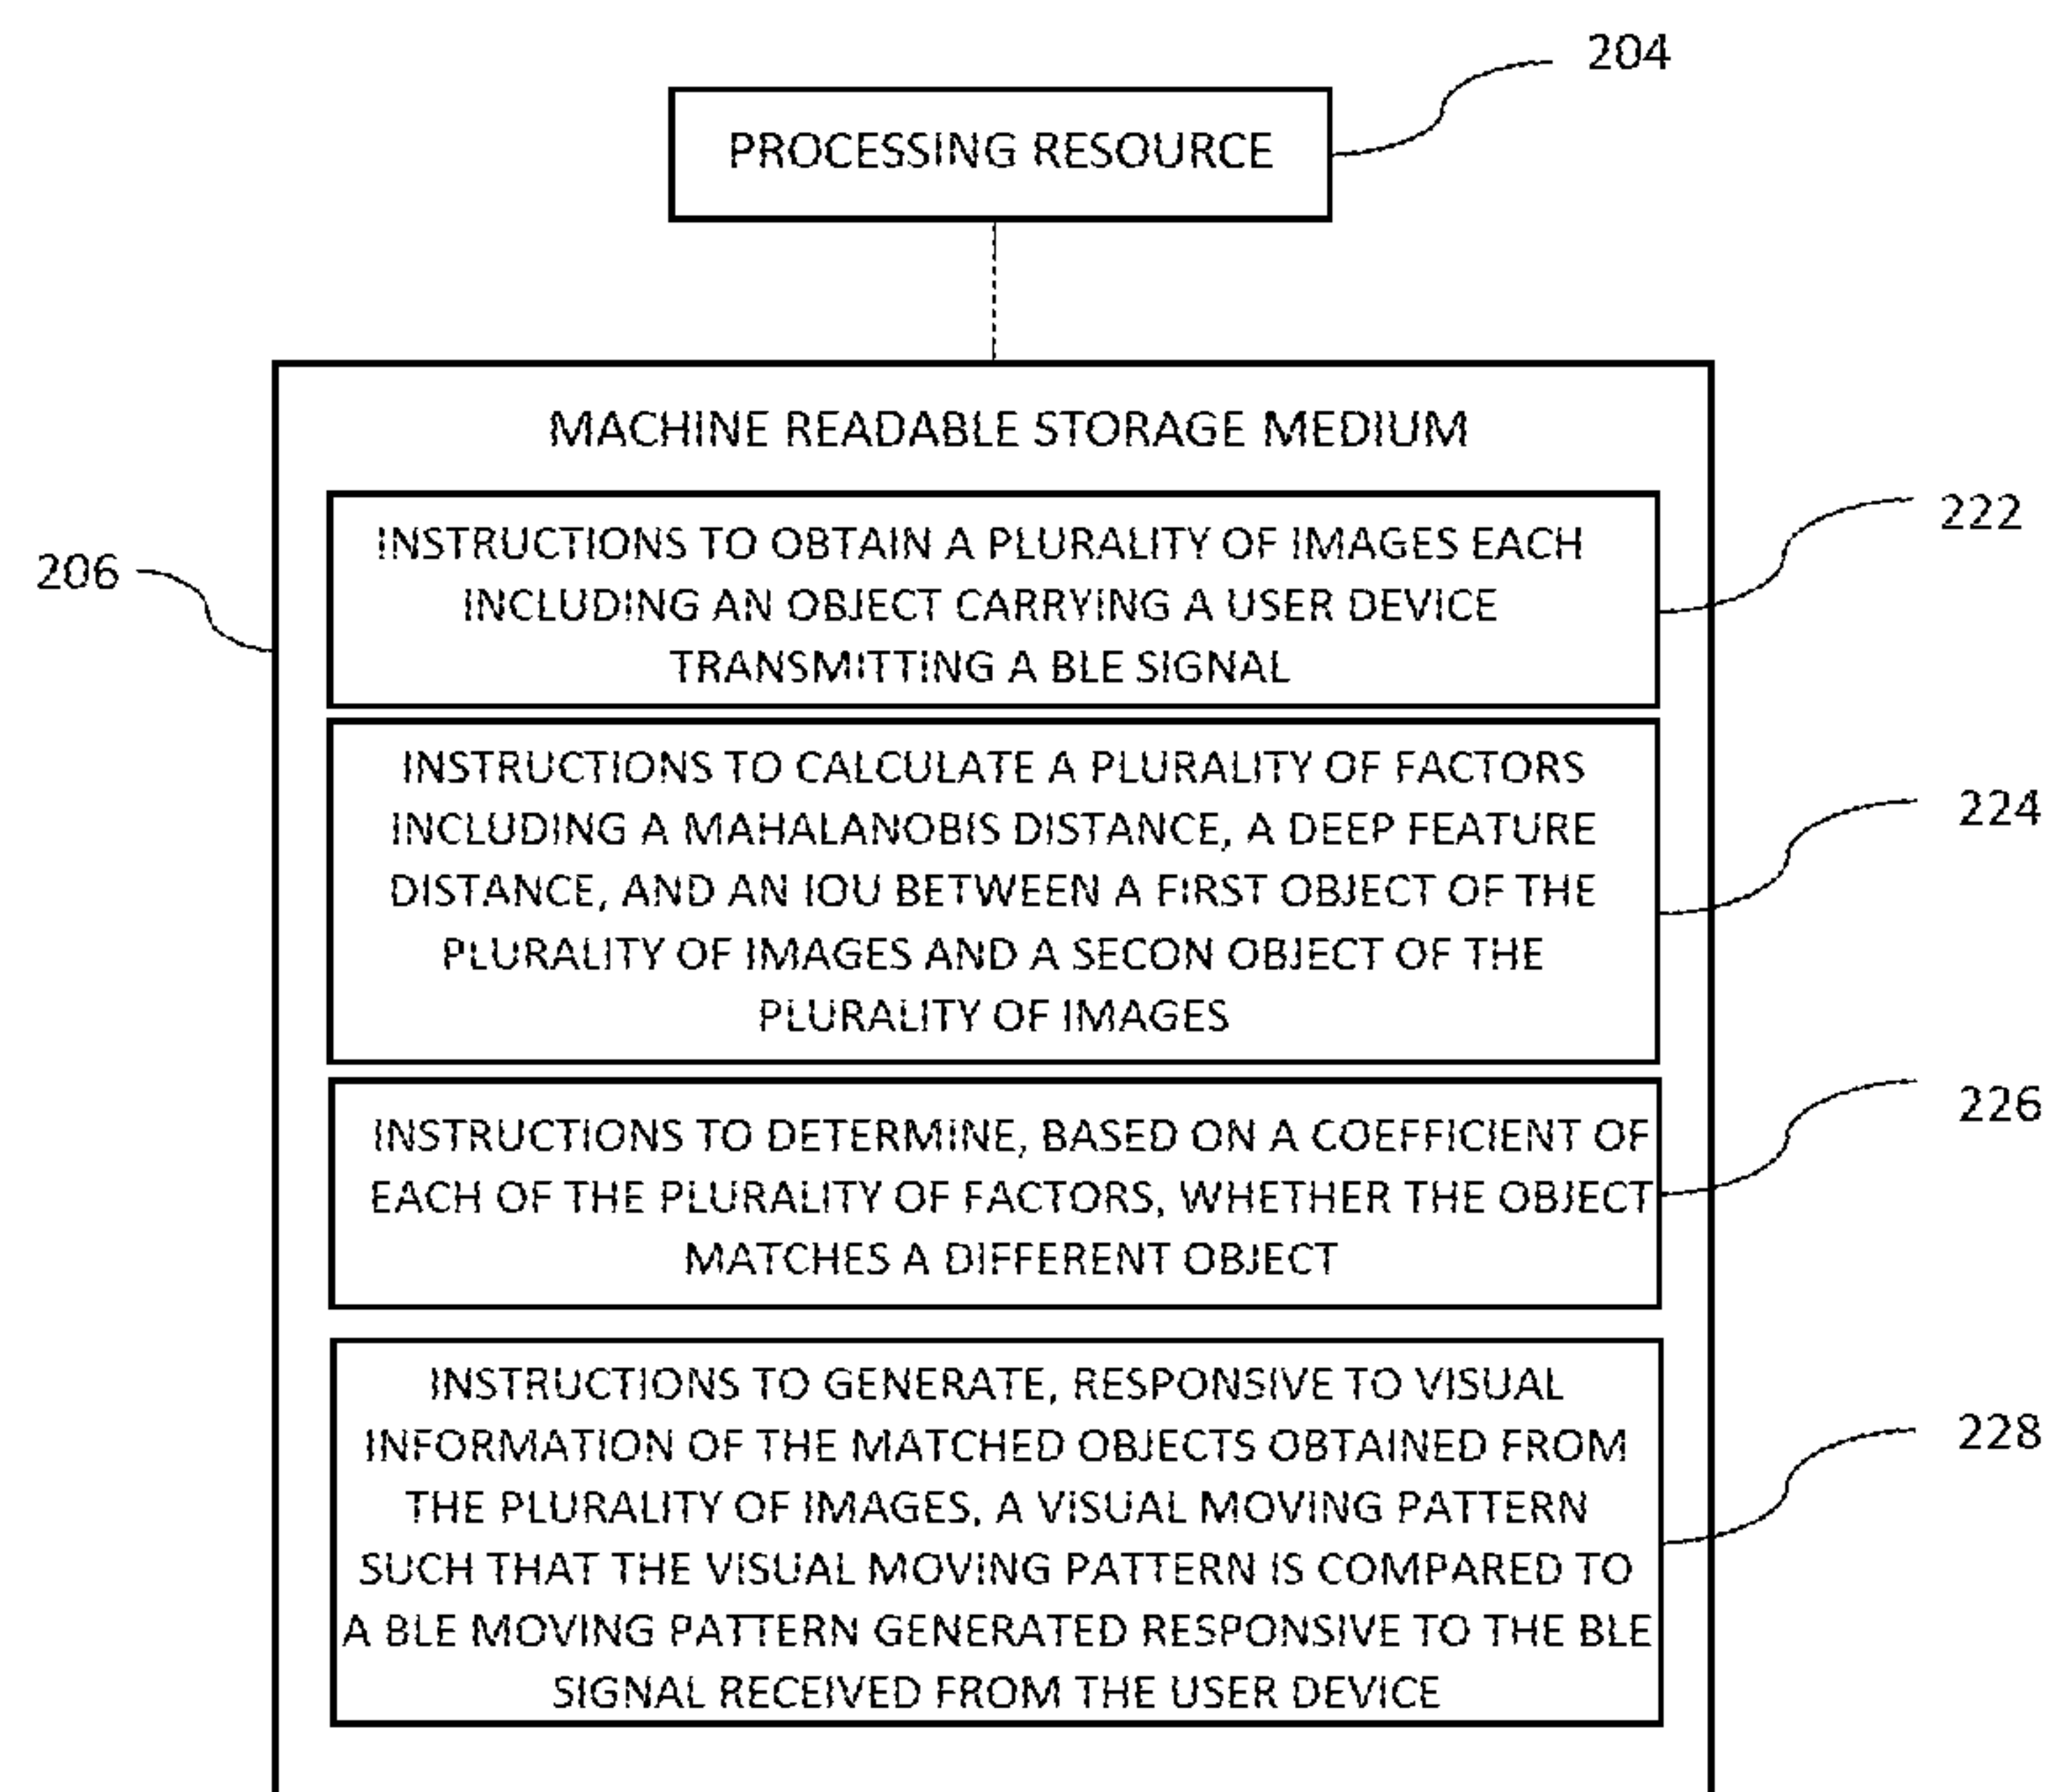 204
PROCESSING RESOURCE
MACHINE READABLE STORAGE MEDIUM
206
222
INSTRUCTIONS TO OBTAIN A PLURALITY OF IMAGES EACH
INCLUDING AN OBJECT CARRYING A USER DEVICE
TRANSMITTING A BLE SIGNAL
224
INSTRUCTIONS TO CALCULATE A PLURALITY OF FACTORS
INCLUDING A MAHALANOBIS DISTANCE, A DEEP FEATURE
DISTANCE, AND AN IOU BETWEEN A FIRST OBJECT OF THE
PLURALITY OF IMAGES AND A SECON OBJECT OF THE
PLURALITY OF IMAGES
226
INSTRUCTIONS TO DETERMINE, BASED ON A COEFFICIENT OF
EACH OF THE PLURALITY OF FACTORS, WHETHER THE OBJECT
MATCHES A DIFFERENT OBJECT
228
INSTRUCTIONS TO GENERATE, RESPONSIVE TO VISUAL
INFORMATION OF THE MATCHED OBJECTS OBTAINED FROM
THE PLURALITY OF IMAGES, A VISUAL MOVING PATTERN
SUCH THAT THE VISUAL MOVING PATTERN IS COMPARED TO
A BLE MOVING PATTERN GENERATED RESPONSIVE TO THE BLE
SIGNAL RECEIVED FROM THE USER DEVICE